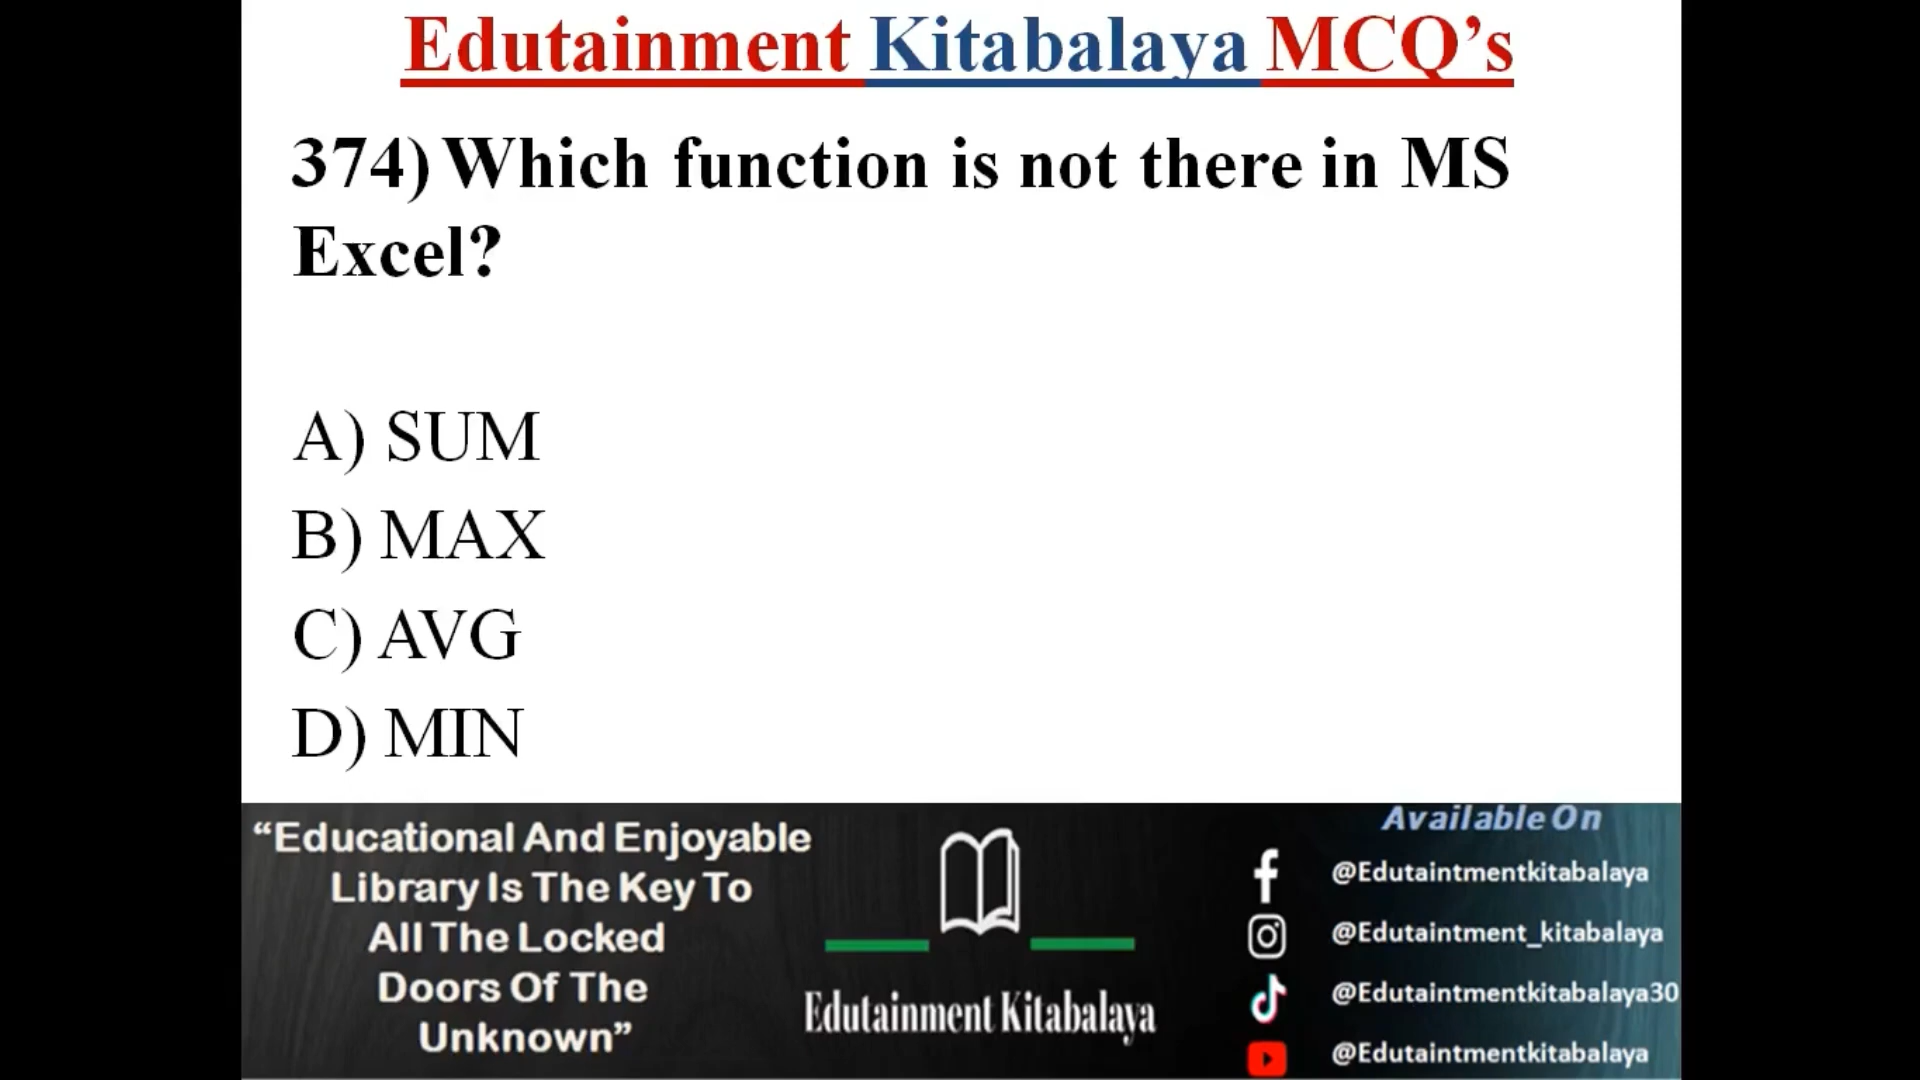 Edutainment Kitabalaya MCQ’s
374) Which function is not there in MS
Excel?
A) SUM
B) MAX
C) AVG
D) MIN
“Educational And Enjoyable
Library Is The Key To
All The Locked
Doors Of The
Unknown”
Edutainment Kitabalaya
Available On
@Edutaintmentkitabalaya
@Edutaintment_kitabalaya
@Edutaintmentkitabalaya30
@Edutaintmentkitabalaya